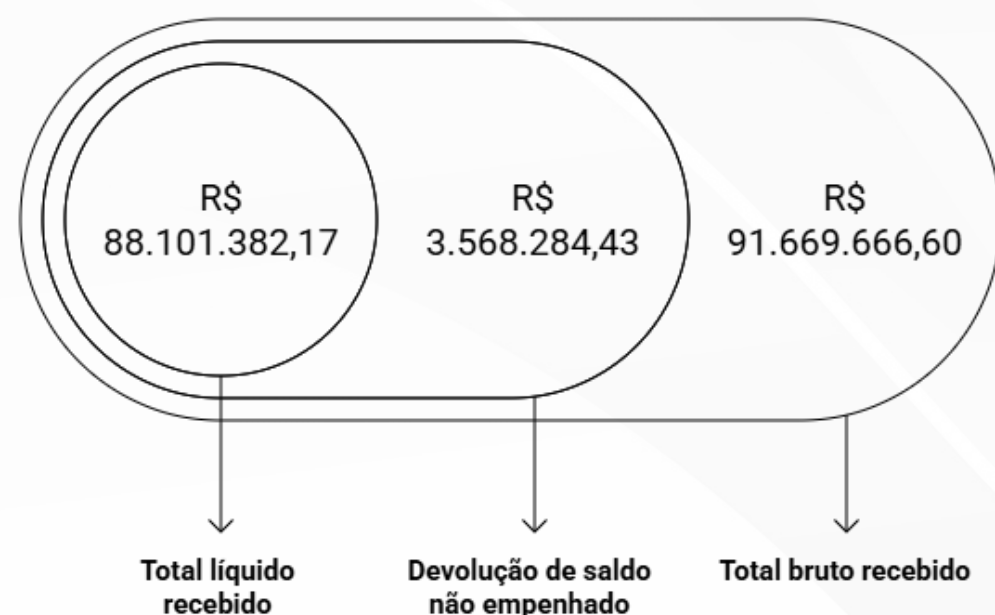 R$
88.101.382,17
R$
3.568.284,43
R$
91.669.666,60
Total líquido
recebido
Devolução de saldo
não empenhado
Total bruto recebido